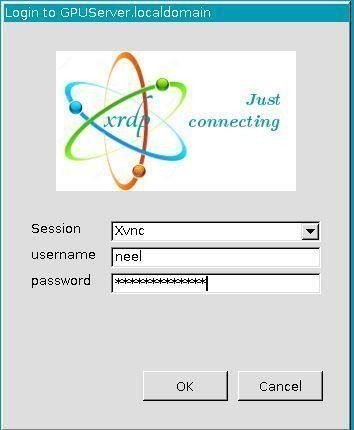 Login to GPUServer.localdomain
xrdp
Just
connecting
Session Xvnc
username neel
password *************
OK Cancel